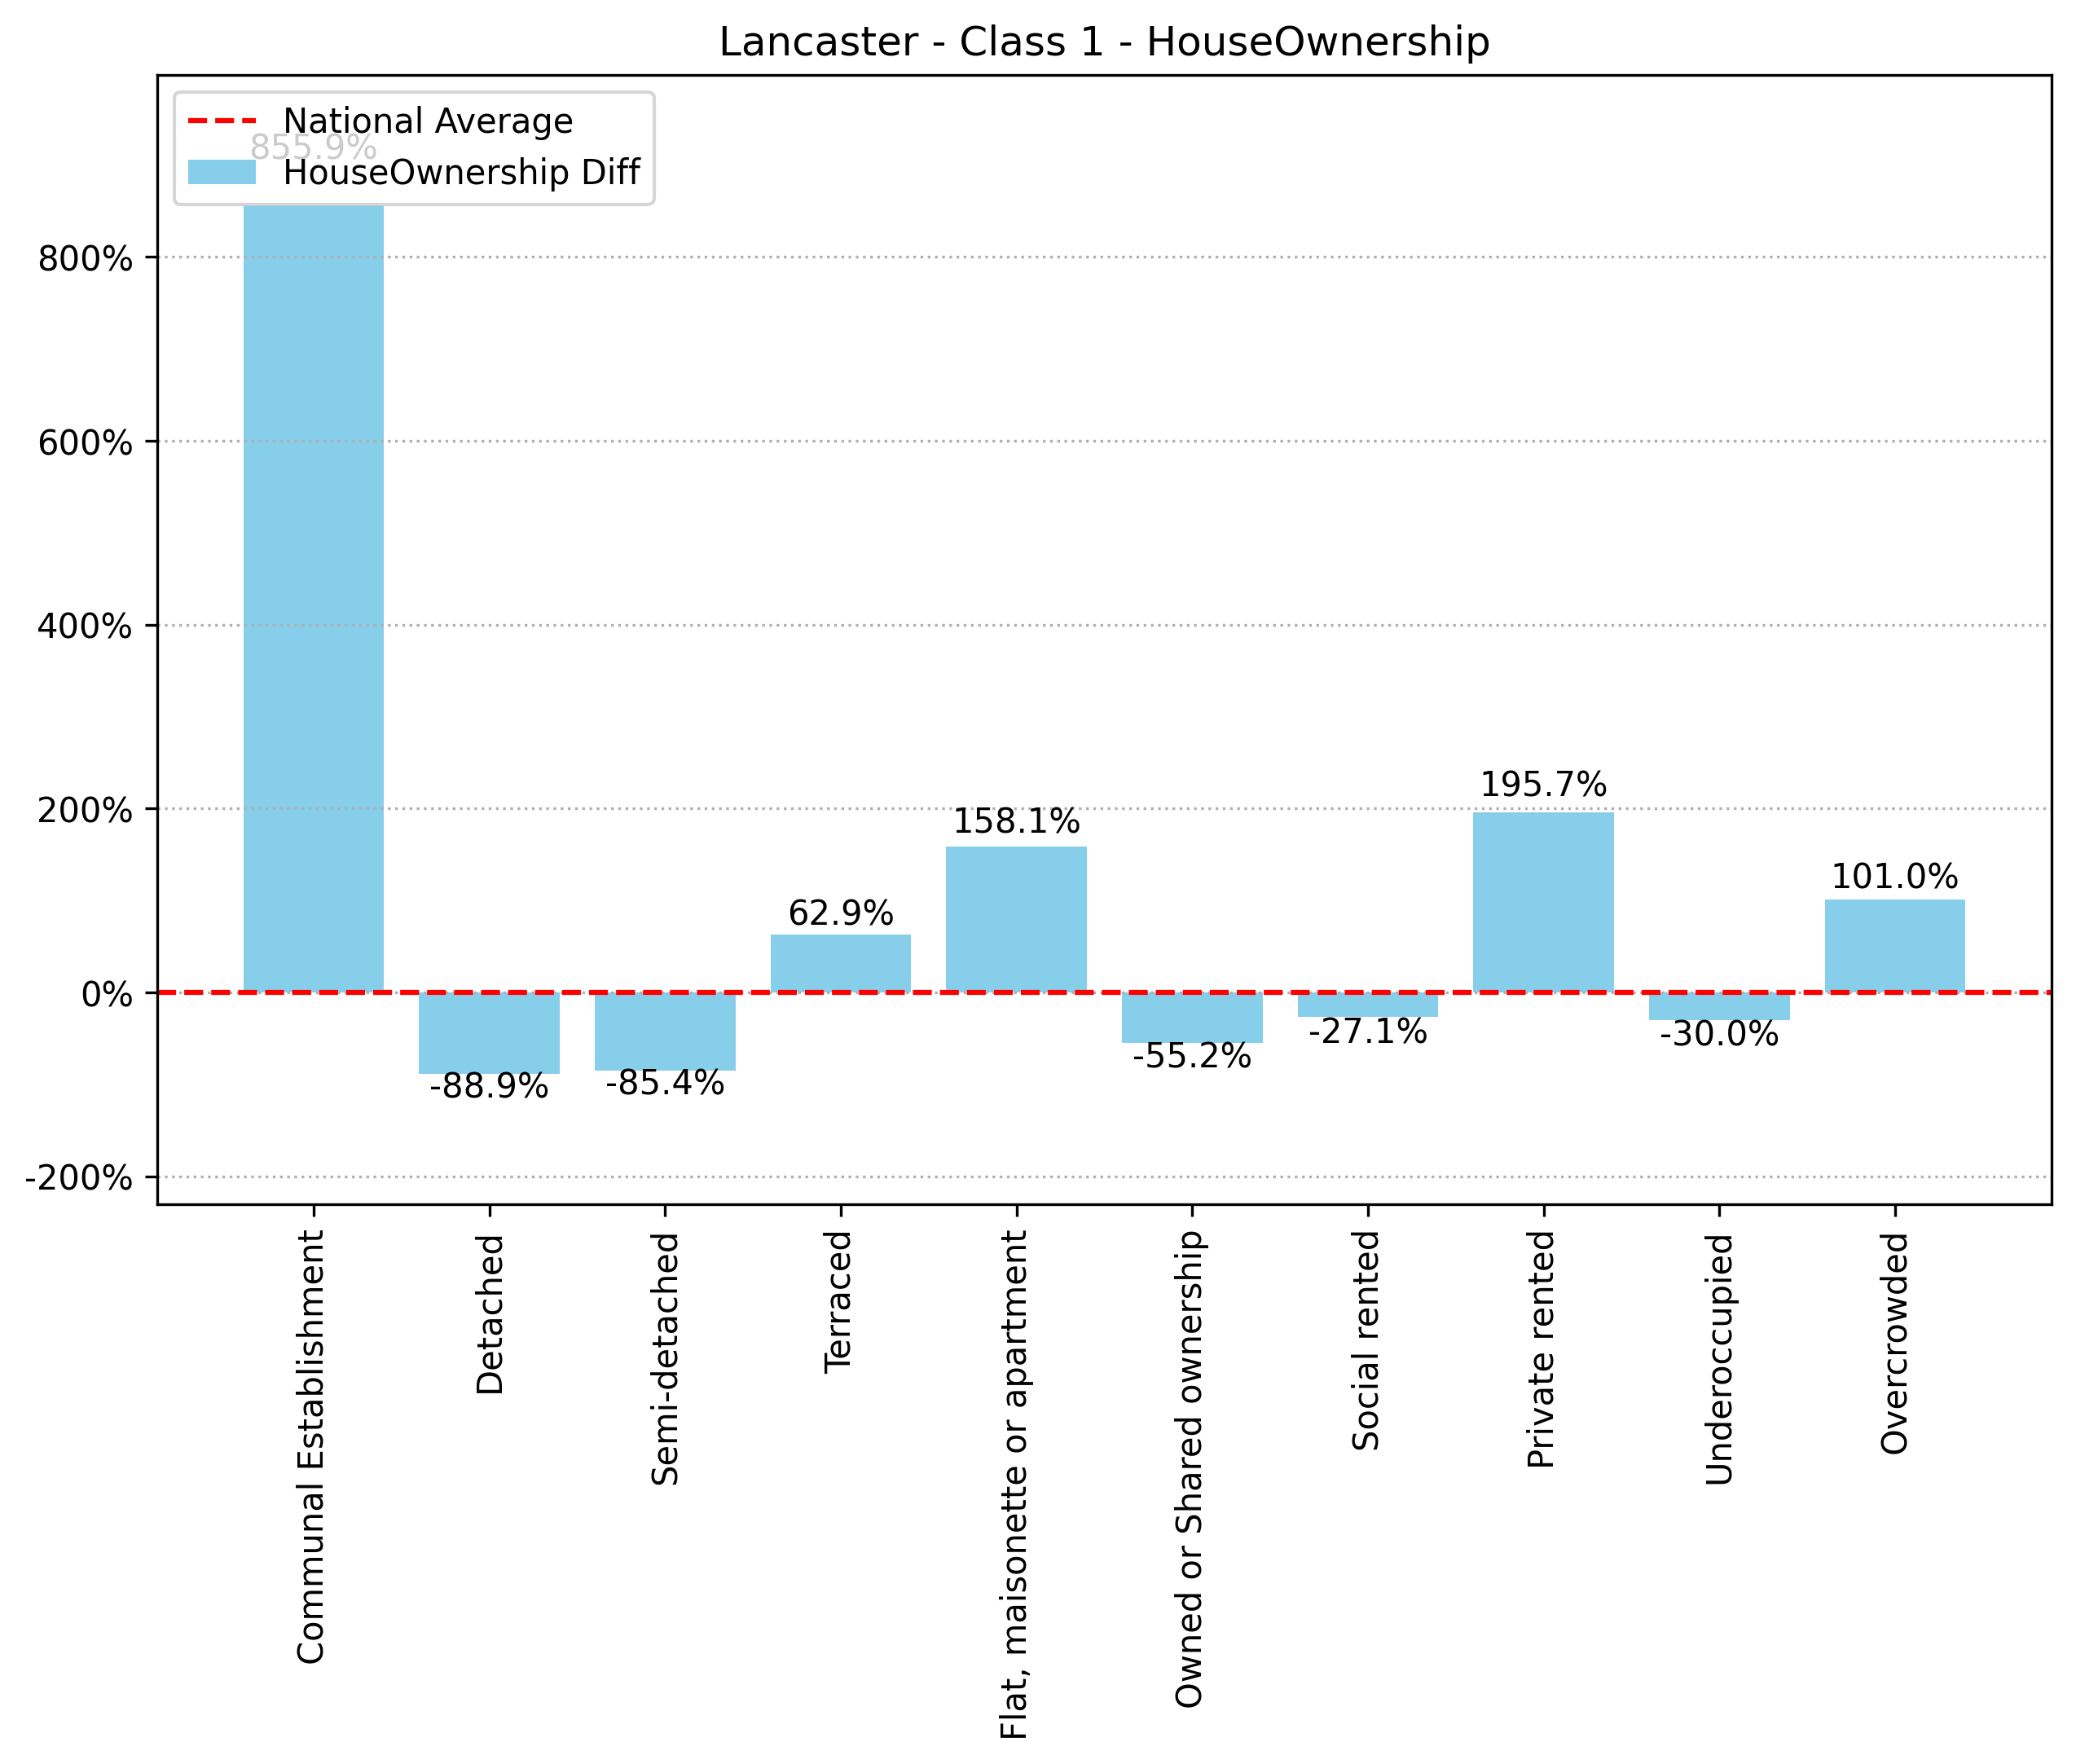 Lancaster - Class 1 - HouseOwnership
National Average
855.9%
HouseOwnership Diff
800%
600%
400%
200%
0%
-200%
-88.9%
-85.4%
62.9%
158.1%
-55.2%
-27.1%
195.7%
-30.0%
101.0%
Communal Establishment
Detached
Semi-detached
Terraced
Flat, maisonette or apartment
Owned or Shared ownership
Social rented
Private rented
Underoccupied
Overcrowded